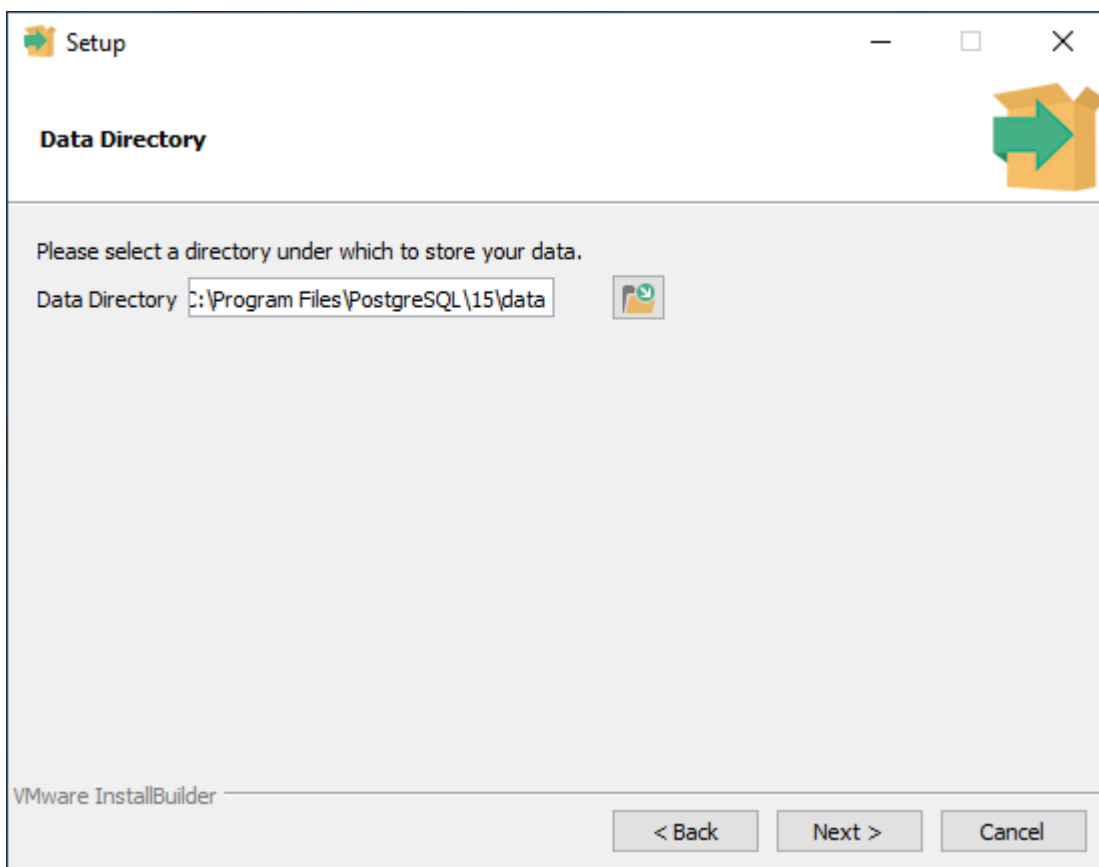 Setup
Data Directory
Please select a directory under which to store your data.
Data Directory C:\Program Files\PostgreSQL\15\data
VMware InstallBuilder
< Back Next > Cancel